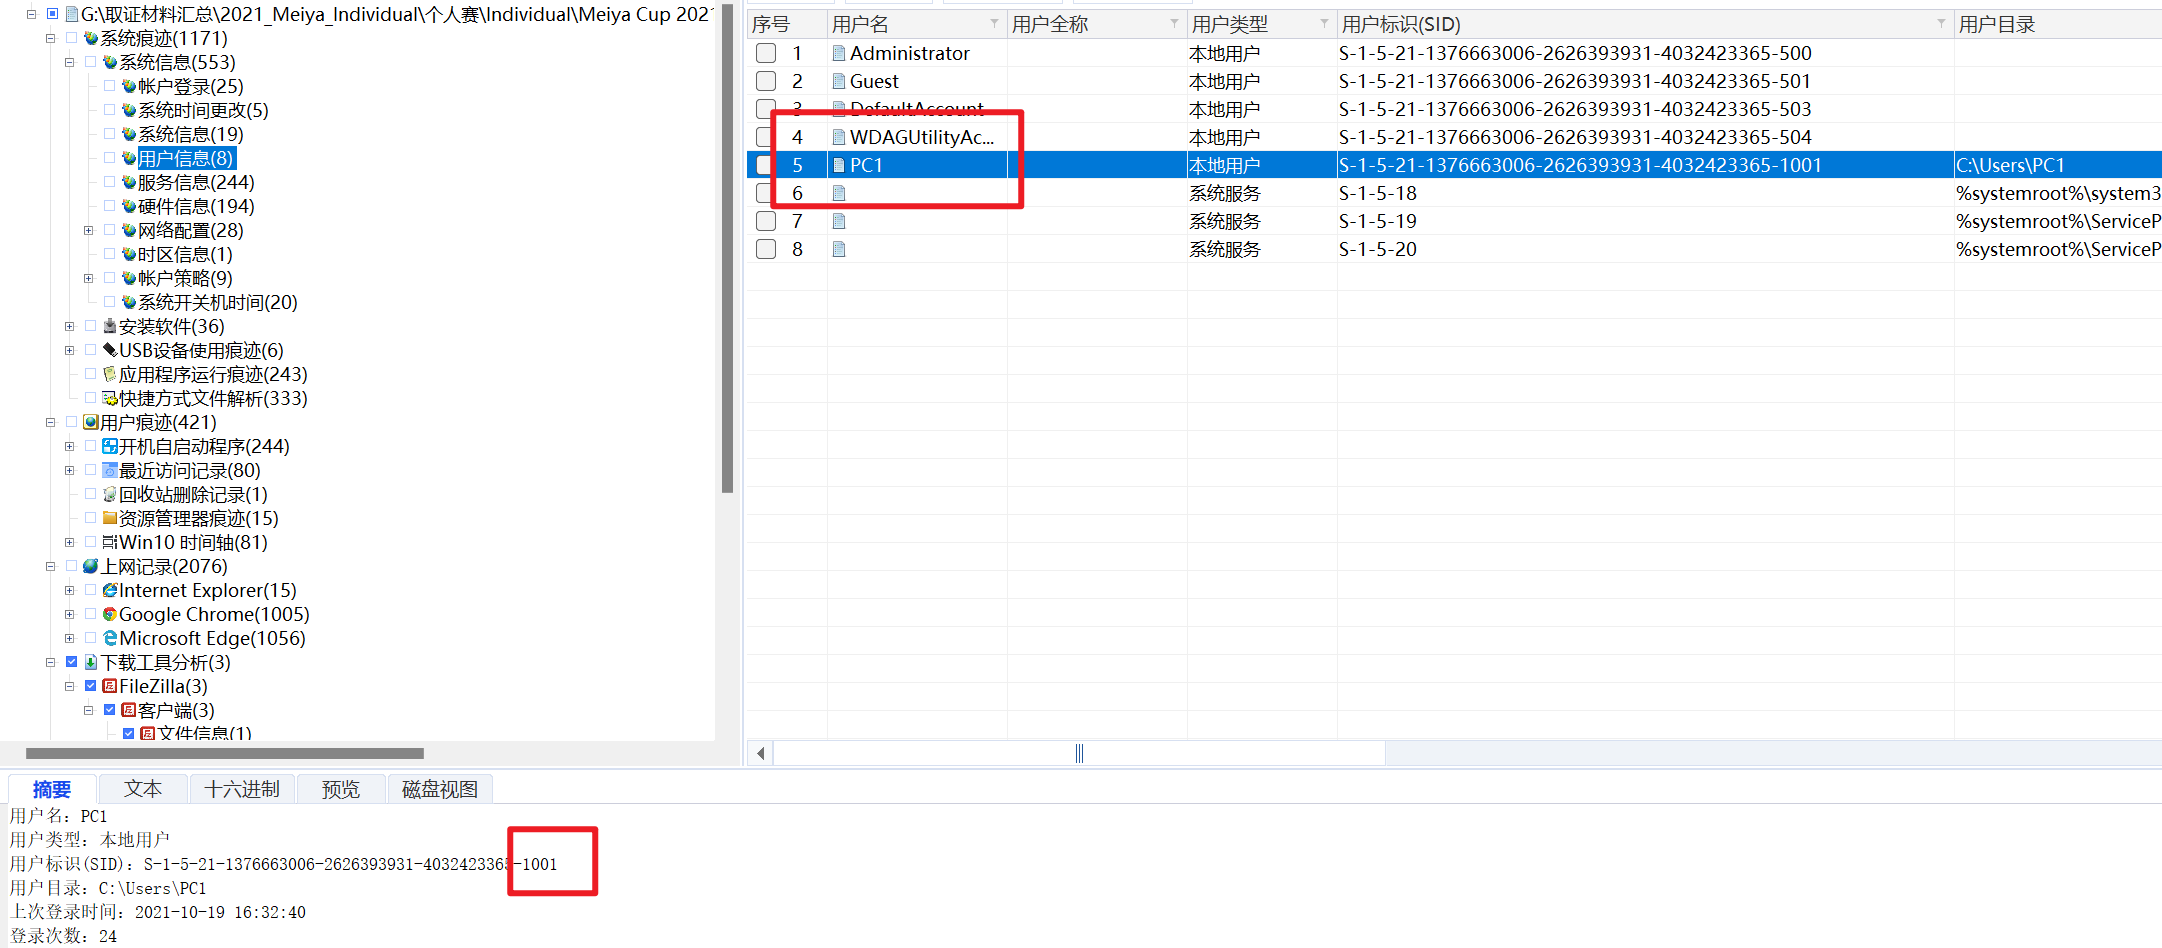 G:\取证材料汇总\2021_Meiya_Individual\个人赛\Individual\Meiya Cup 2021
系统痕迹(1171)
系统信息(553)
帐户登录(25)
系统时间更改(5)
系统信息(19)
用户信息(8)
服务信息(244)
硬件信息(194)
网络配置(28)
时区信息(1)
帐户策略(9)
系统开关机时间(20)
安装软件(36)
USB设备使用痕迹(6)
应用程序运行痕迹(243)
快捷方式文件解析(333)
用户痕迹(421)
开机自启动程序(244)
最近访问记录(80)
回收站删除记录(1)
资源管理器痕迹(15)
Win10 时间轴(81)
上网记录(2076)
Internet Explorer(15)
Google Chrome(1005)
Microsoft Edge(1056)
下载工具分析(3)
FileZilla(3)
客户端(3)
文件信息(1)
序号 用户名 用户全称 用户类型 用户标识(SID) 用户目录
1 Administrator 本地用户 S-1-5-21-1376663006-2626393931-4032423365-500
2 Guest 本地用户 S-1-5-21-1376663006-2626393931-4032423365-501
3 DefaultAccount 本地用户 S-1-5-21-1376663006-2626393931-4032423365-503
4 WDAGUtilityAc... 本地用户 S-1-5-21-1376663006-2626393931-4032423365-504
5 PC1 本地用户 S-1-5-21-1376663006-2626393931-4032423365-1001 C:\Users\PC1
6 系统服务 S-1-5-18 %systemroot%\system3
7 系统服务 S-1-5-19 %systemroot%\ServiceP
8 系统服务 S-1-5-20 %systemroot%\ServiceP
摘要 文本 十六进制 预览 磁盘视图
用户名: PC1
用户类型: 本地用户
用户标识(SID): S-1-5-21-1376663006-2626393931-4032423365-1001
用户目录: C:\Users\PC1
上次登录时间: 2021-10-19 16:32:40
登录次数: 24